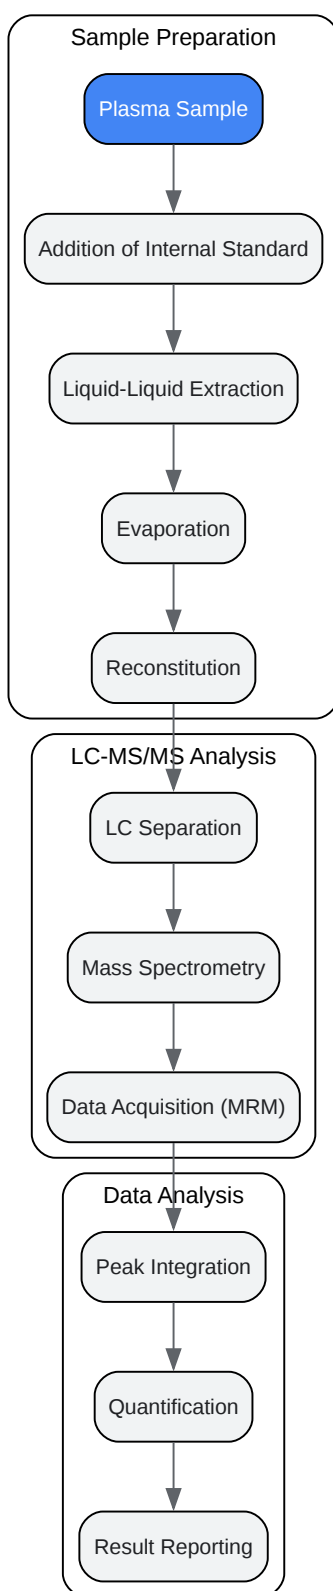 Sample Preparation
Plasma Sample
Addition of Internal Standard
Liquid-Liquid Extraction
Evaporation
Reconstitution
LC-MS/MS Analysis
LC Separation
Mass Spectrometry
Data Acquisition (MRM)
Data Analysis
Peak Integration
Quantification
Result Reporting